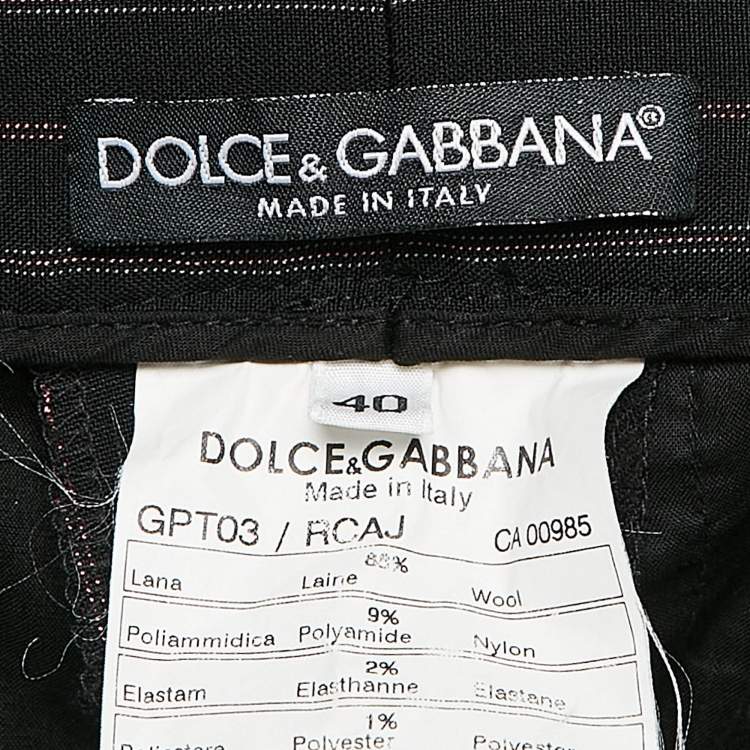 DOLCE & GABBANA®
MADE IN ITALY
40
DOLCE&GABBANA
Made in Italy
GPT03 / RCAJ CA 00985
Lana Laine Wool
9%
Poliammidica Polyamide Nylon
2%
Elastam Elasthanne Elastane
1%
Polyester Polyester